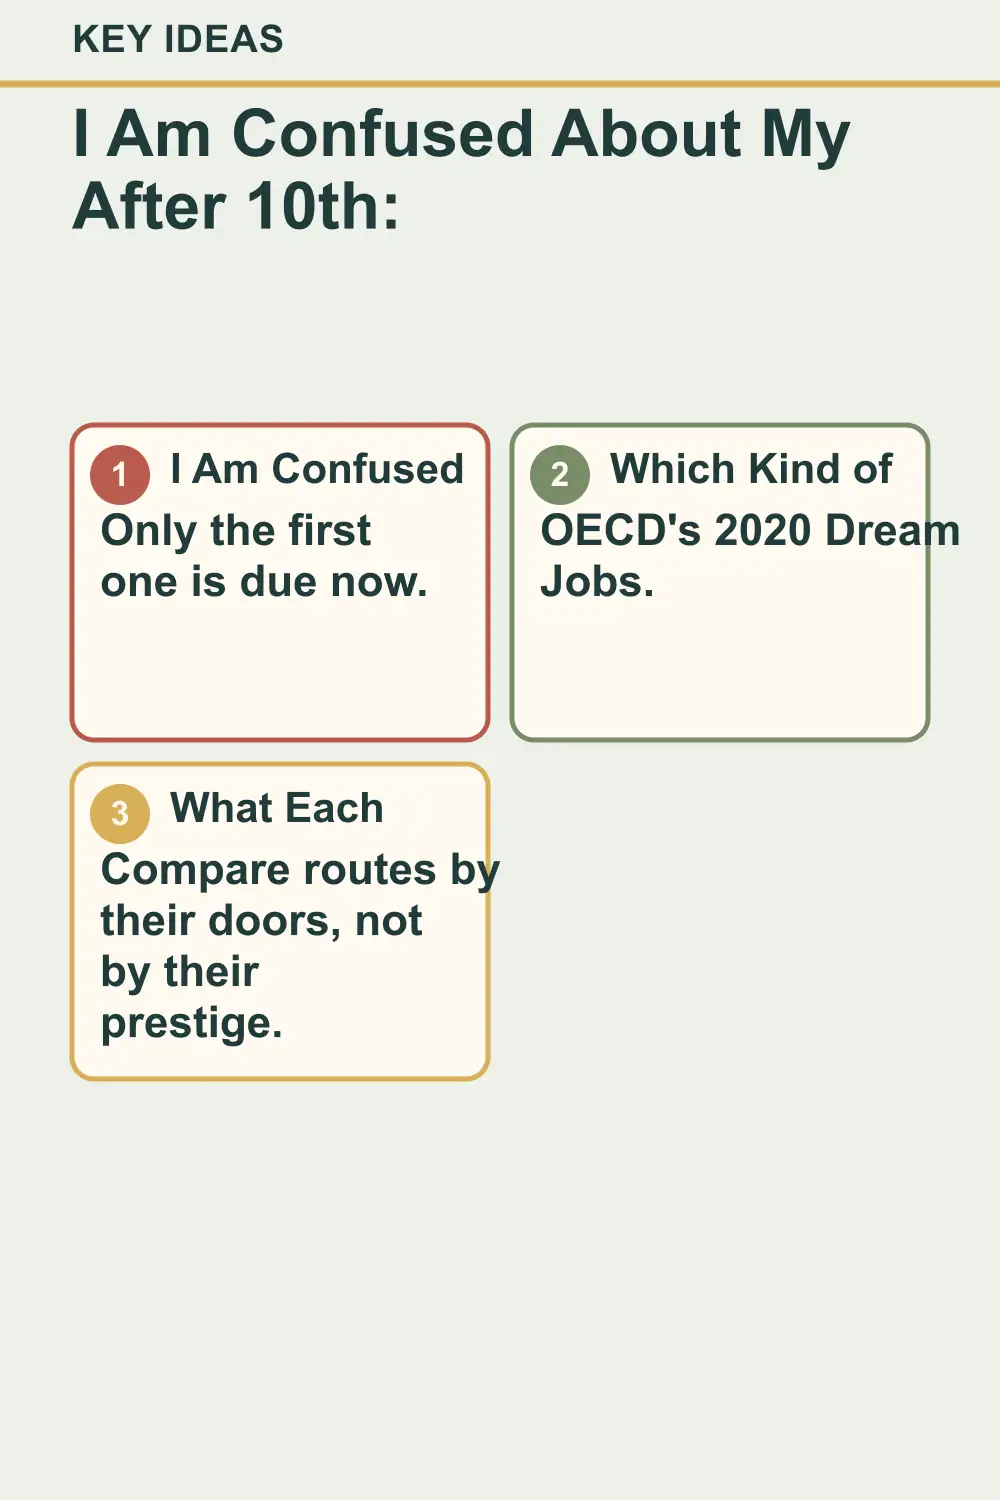 KEY IDEAS
I Am Confused About My
After 10th:
1 I Am Confused
Only the first
one is due now.
2 Which Kind of
OECD's 2020 Dream
Jobs.
3 What Each
Compare routes by
their doors, not
by their
prestige.